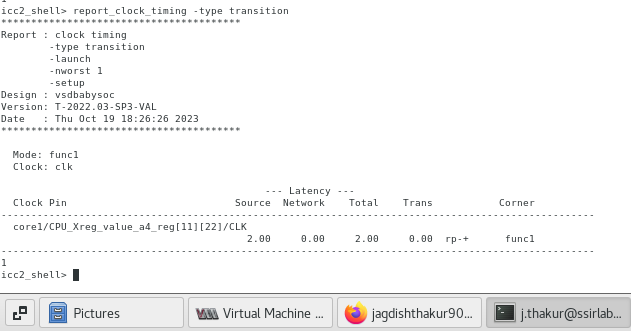 1
icc2_shell> report_clock_timing -type transition
****************************************
Report : clock timing
-type transition
-launch
-nworst 1
-setup
Design : vsdbabysoc
Version: T-2022.03-SP3-VAL
Date   : Thu Oct 19 18:26:26 2023
****************************************
Mode: func1
Clock: clk
--- Latency ---
Clock Pin Source Network Total Trans Corner
---------------------------------------------------------------------------------------------------
core1/CPU_Xreg_value_a4_reg[11][22]/CLK
2.00 0.00 2.00 0.00 rp-+ func1
---------------------------------------------------------------------------------------------------
1
icc2_shell>
Pictures Virtual Machine ... jagdishthakur90... j.thakur@ssirlab...